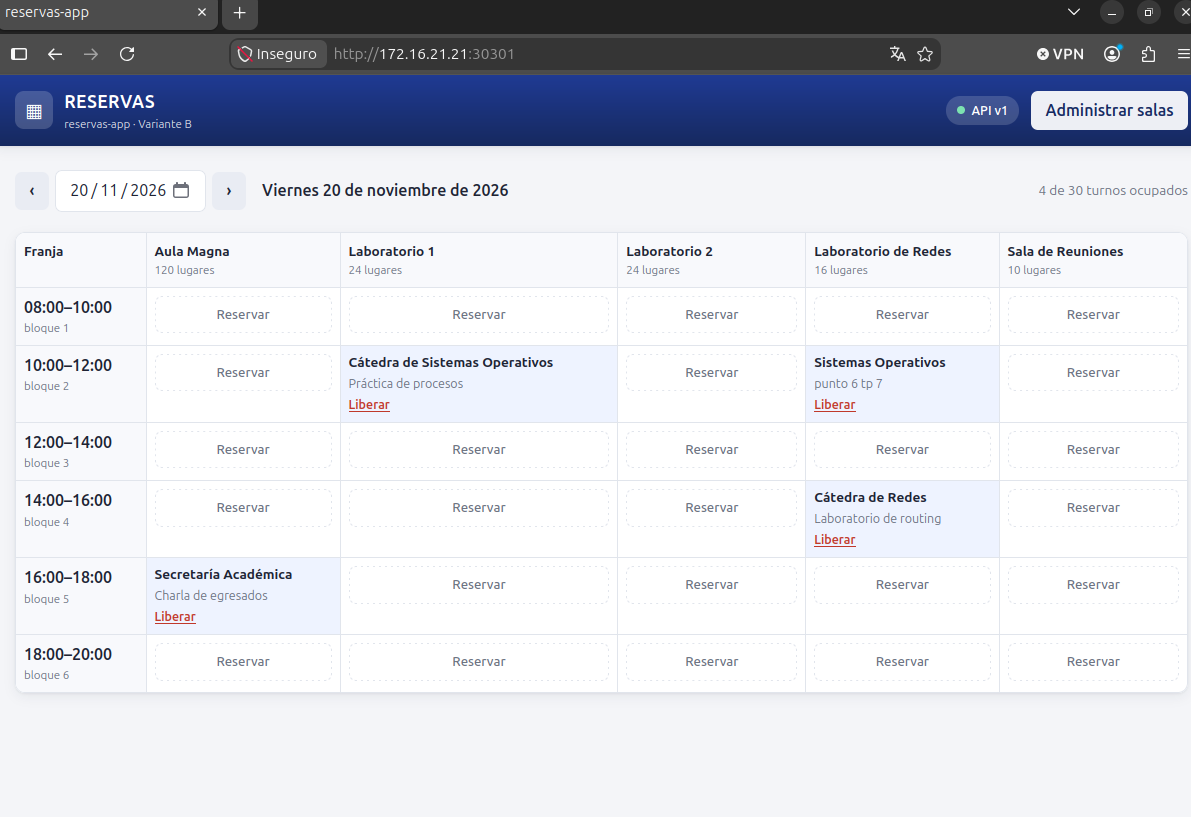 reservas-app
Inseguro http://172.16.21.21:30301
VPN
RESERVAS
reservas-app · Variante B
API v1
Administrar salas
‹ 20/11/2026 › Viernes 20 de noviembre de 2026
4 de 30 turnos ocupados
Franja Aula Magna Laboratorio 1 Laboratorio 2 Laboratorio de Redes Sala de Reuniones
120 lugares 24 lugares 24 lugares 16 lugares 10 lugares
08:00–10:00 Reservar Reservar Reservar Reservar Reservar
bloque 1
10:00–12:00 Reservar Cátedra de Sistemas Operativos Reservar Sistemas Operativos Reservar
bloque 2 Práctica de procesos punto 6 tp 7
Liberar Liberar
12:00–14:00 Reservar Reservar Reservar Reservar Reservar
bloque 3
14:00–16:00 Reservar Reservar Reservar Cátedra de Redes Reservar
bloque 4 Laboratorio de routing
Liberar
16:00–18:00 Secretaría Académica Reservar Reservar Reservar Reservar
bloque 5 Charla de egresados
Liberar
18:00–20:00 Reservar Reservar Reservar Reservar Reservar
bloque 6